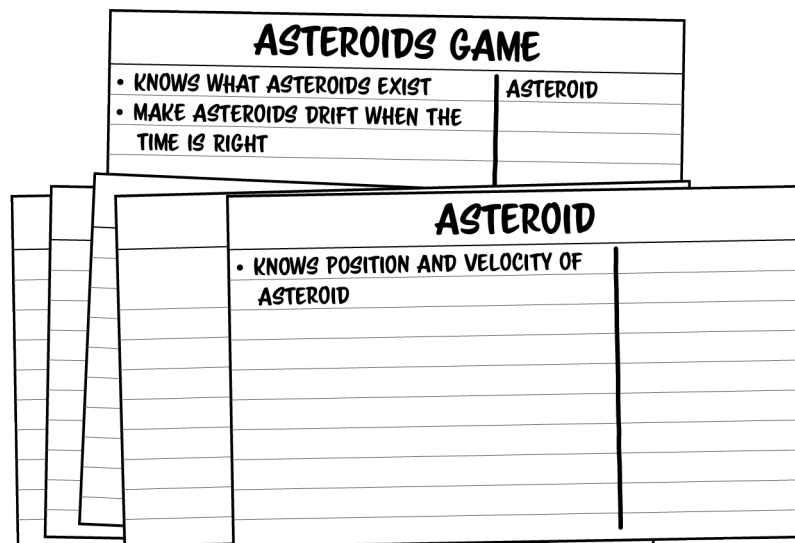 ASTEROIDS GAME
• KNOWS WHAT ASTEROIDS EXIST
ASTEROID
• MAKE ASTEROIDS DRIFT WHEN THE
TIME IS RIGHT
ASTEROID
• KNOWS POSITION AND VELOCITY OF
ASTEROID